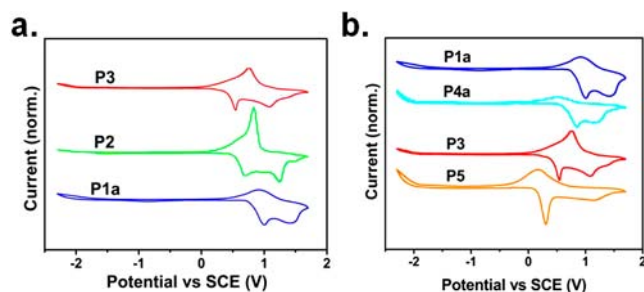 a.
P3
P2
P1a
Current (norm.)
-2 -1 0 1 2
Potential vs SCE (V)
b.
P1a
P4a
P3
P5
Current (norm.)
-2 -1 0 1 2
Potential vs SCE (V)